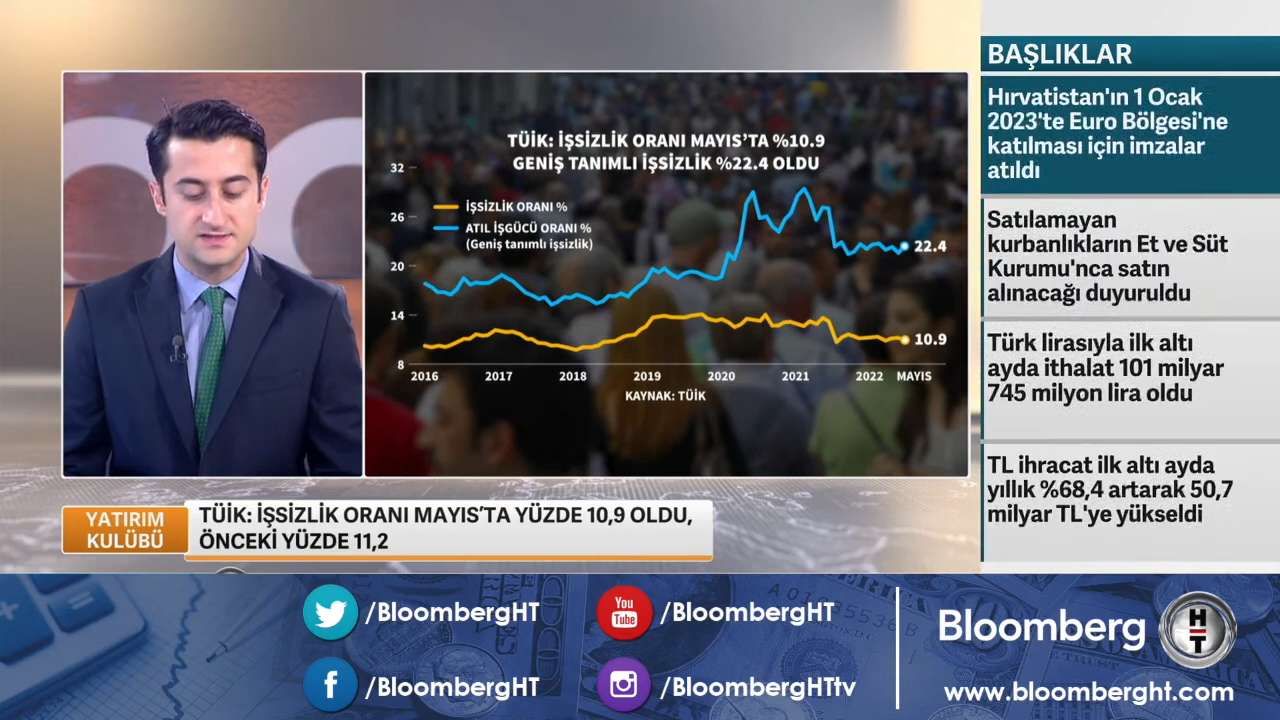 TÜİK: İŞSİZLİK ORANI MAYIS'TA %10.9
GENİŞ TANIMLI İŞSİZLİK %22.4 OLDU
32
26
20
14
8
İŞSİZLİK ORANI %
ATIL İŞGÜCÜ ORANI %
(Geniş tanımlı işsizlik)
22.4
10.9
2016 2017 2018 2019 2020 2021 2022 MAYIS
KAYNAK: TÜİK
YATIRIM
KULÜBÜ
TÜİK: İŞSİZLİK ORANI MAYIS'TA YÜZDE 10,9 OLDU,
ÖNCEKİ YÜZDE 11,2
BAŞLIKLAR
Hırvatistan'ın 1 Ocak
2023'te Euro Bölgesi'ne
katılması için imzalar
atıldı
Satılamayan
kurbanlıkların Et ve Süt
Kurumu'nca satın
alınacağı duyuruldu
Türk lirasıyla ilk altı
ayda ithalat 101 milyar
745 milyon lira oldu
TL ihracat ilk altı ayda
yıllık %68,4 artarak 50,7
milyar TL'ye yükseldi
/BloombergHT
You
Tube
/BloombergHT
/BloombergHT
/BloombergHTtv
Bloomberg HT
www.bloomberght.com